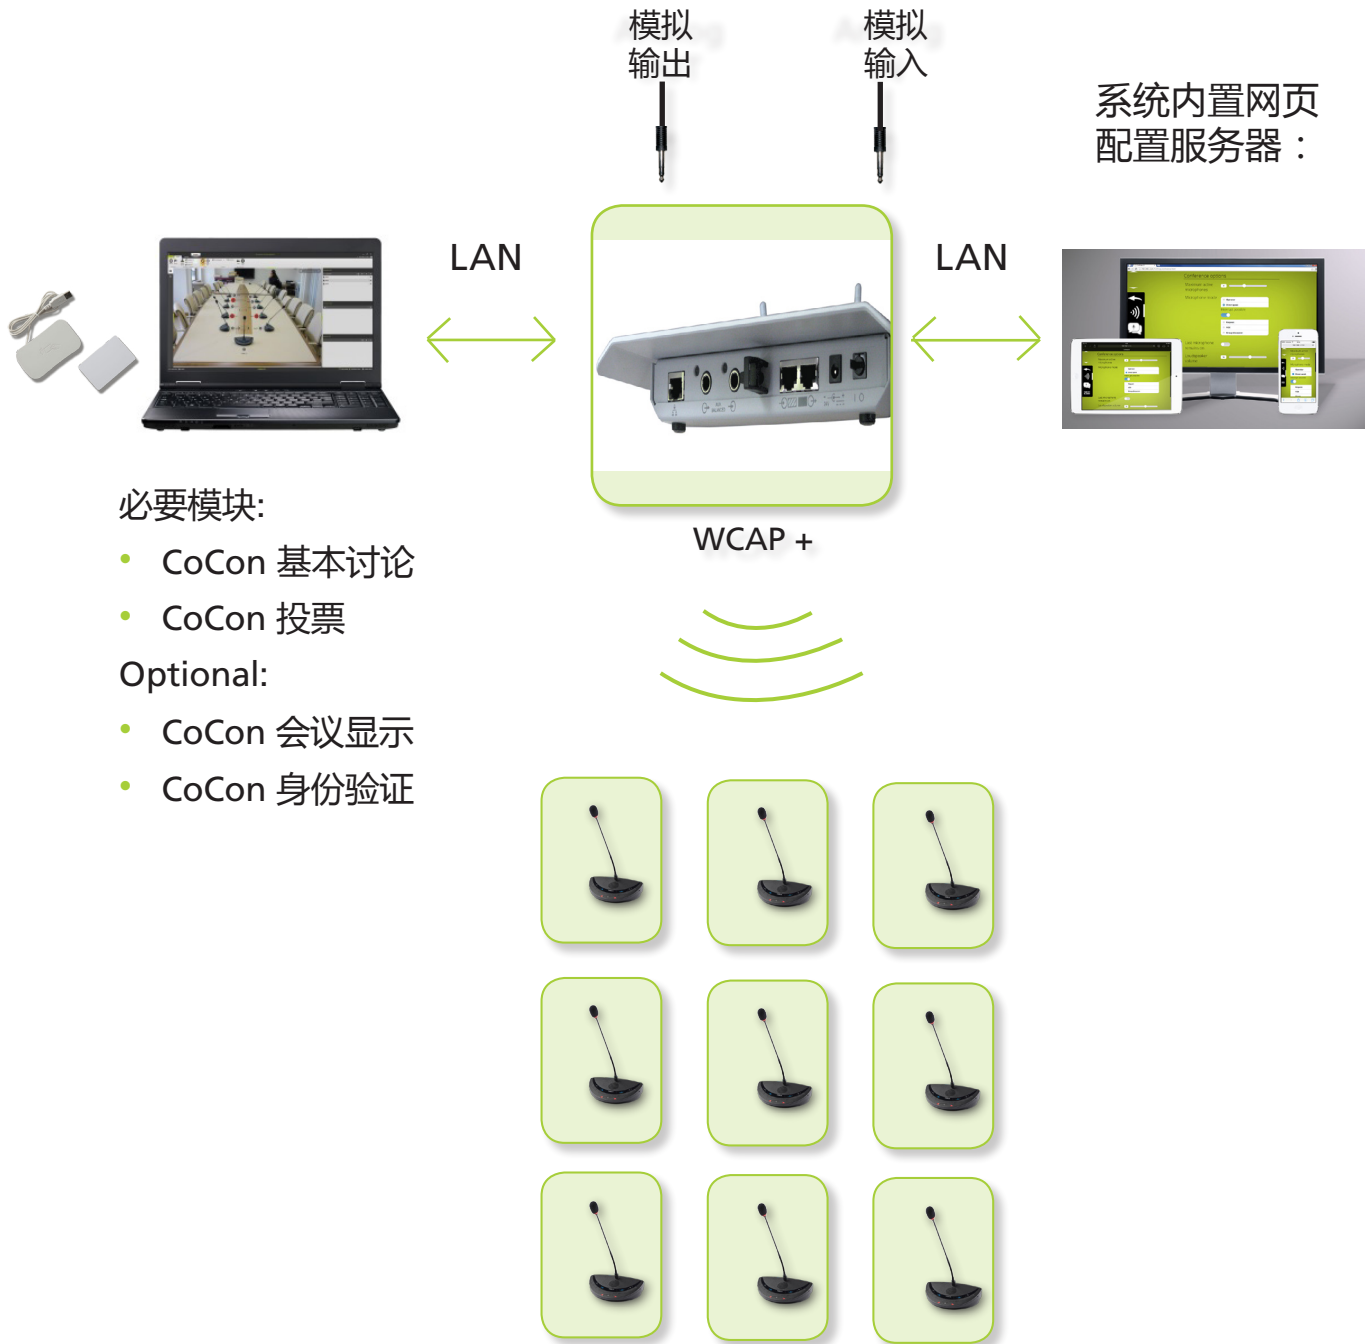 模拟
输出
模拟
输入
系统内置网页
配置服务器：
LAN
LAN
Conference options
WCAP +
必要模块:
• CoCon 基本讨论
• CoCon 投票
Optional:
• CoCon 会议显示
• CoCon 身份验证